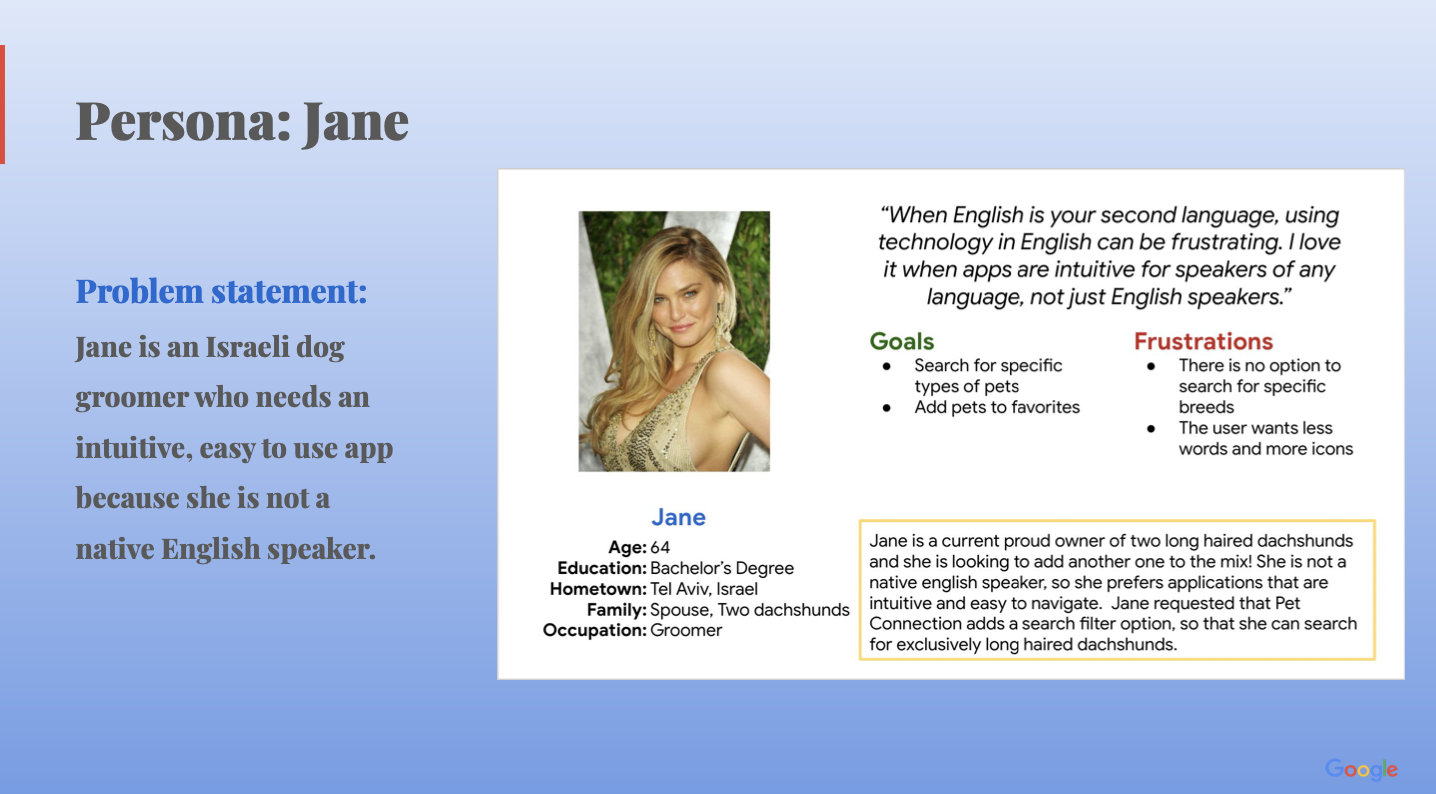 Persona: Jane
Problem statement:
Jane is an Israeli dog
groomer who needs an
intuitive, easy to use app
because she is not a
native English speaker.
“When English is your second language, using
technology in English can be frustrating. I love
it when apps are intuitive for speakers of any
language, not just English speakers.”
Goals
● Search for specific
types of pets
● Add pets to favorites
Frustrations
● There is no option to
search for specific
breeds
● The user wants less
words and more icons
Jane
Age: 64
Education: Bachelor’s Degree
Hometown: Tel Aviv, Israel
Family: Spouse, Two dachshunds
Occupation: Groomer
Jane is a current proud owner of two long haired dachshunds
and she is looking to add another one to the mix! She is not a
native english speaker, so she prefers applications that are
intuitive and easy to navigate.  Jane requested that Pet
Connection adds a search filter option, so that she can search
for exclusively long haired dachshunds.
Google